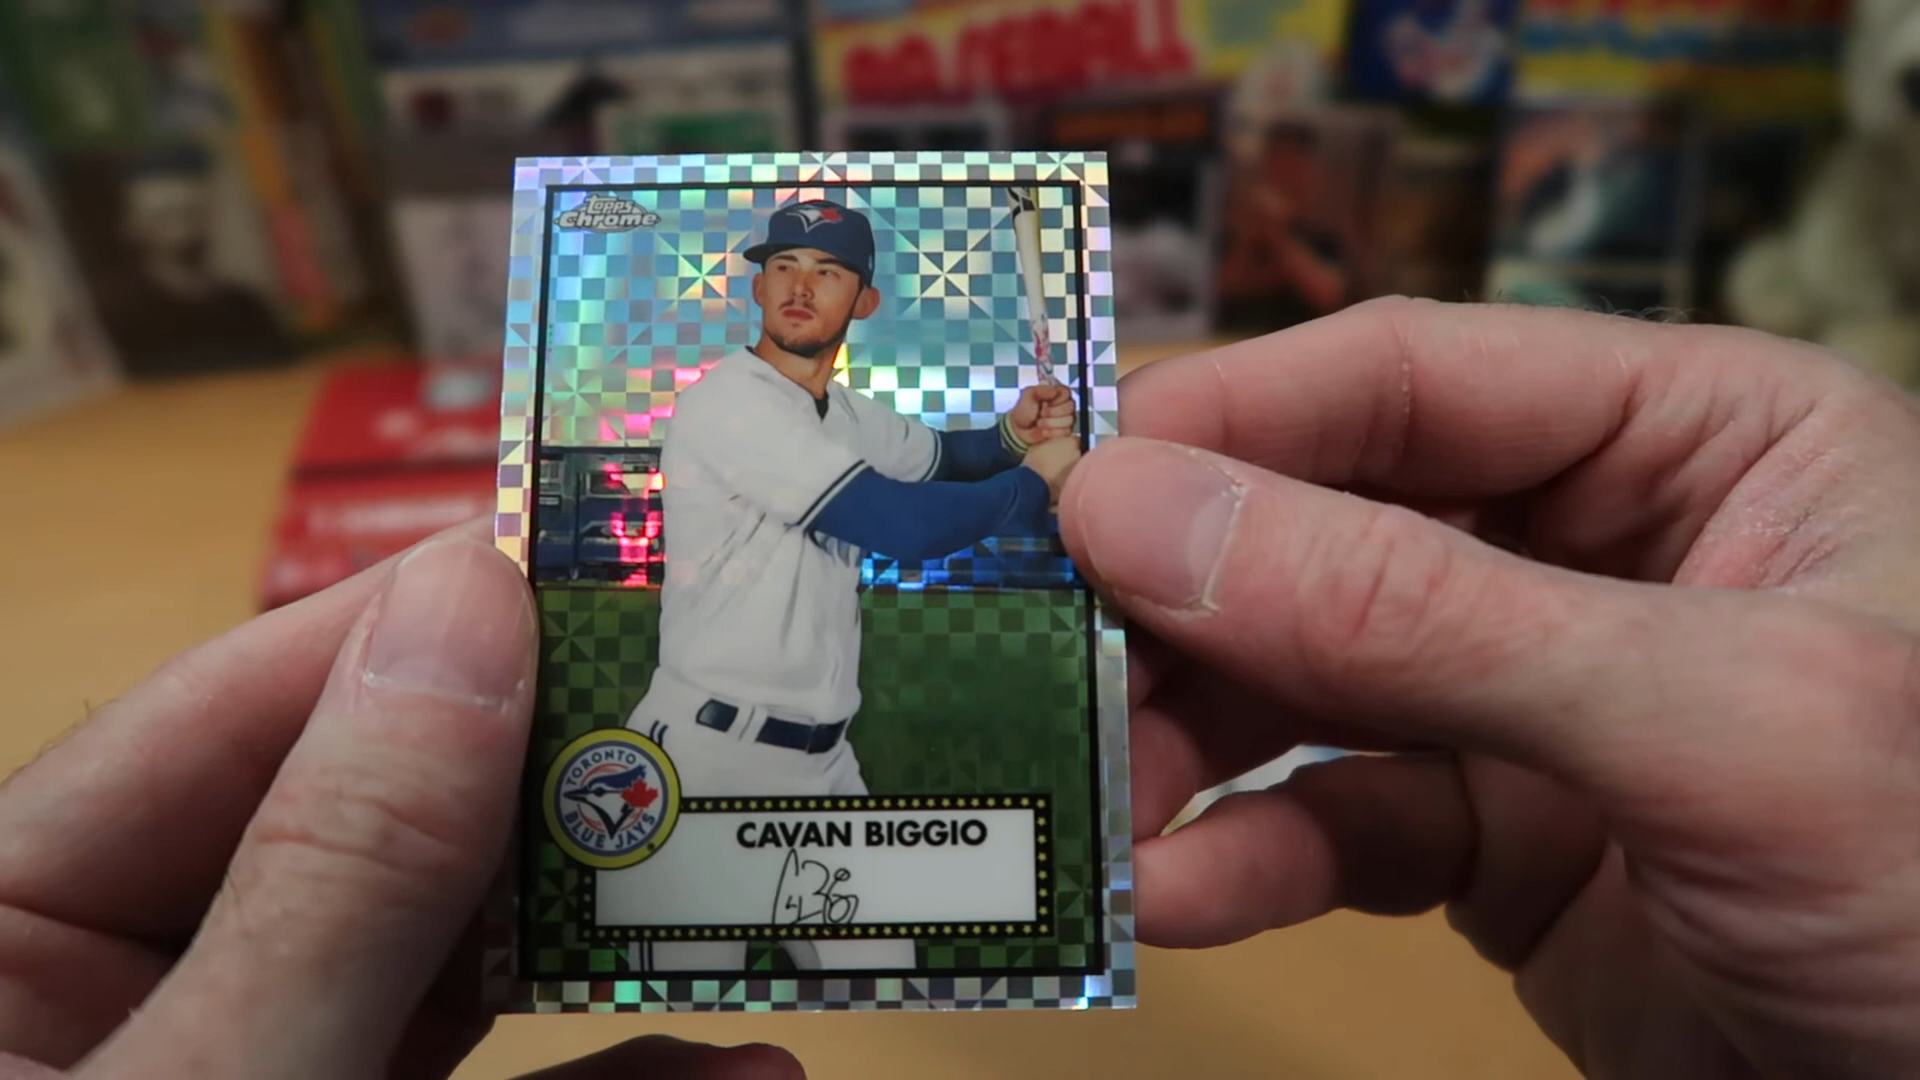 Topps
Chrome
TORONTO
BLUE JAYS
CAVAN BIGGIO